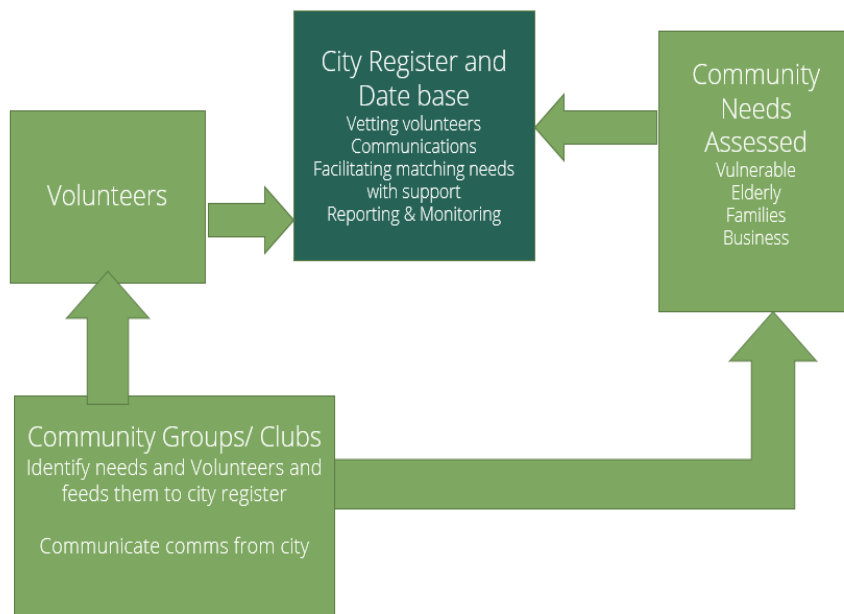 City Register and
Date base
Vetting volunteers
Communications
Facilitating matching needs
with support
Reporting & Monitoring
Community
Needs
Assessed
Vulnerable
Elderly
Families
Business
Volunteers
Community Groups/ Clubs
Identify needs and Volunteers and
feeds them to city register
Communicate comms from city